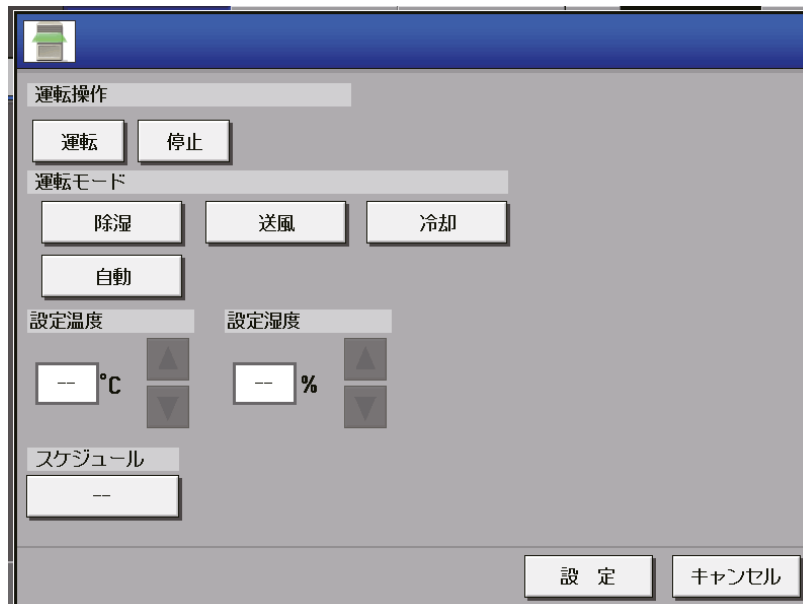 運転操作
運転 停止
運転モード
除湿 送風 冷却
自動
設定温度 設定湿度
-- °C -- %
スケジュール
--
設 定 キャンセル